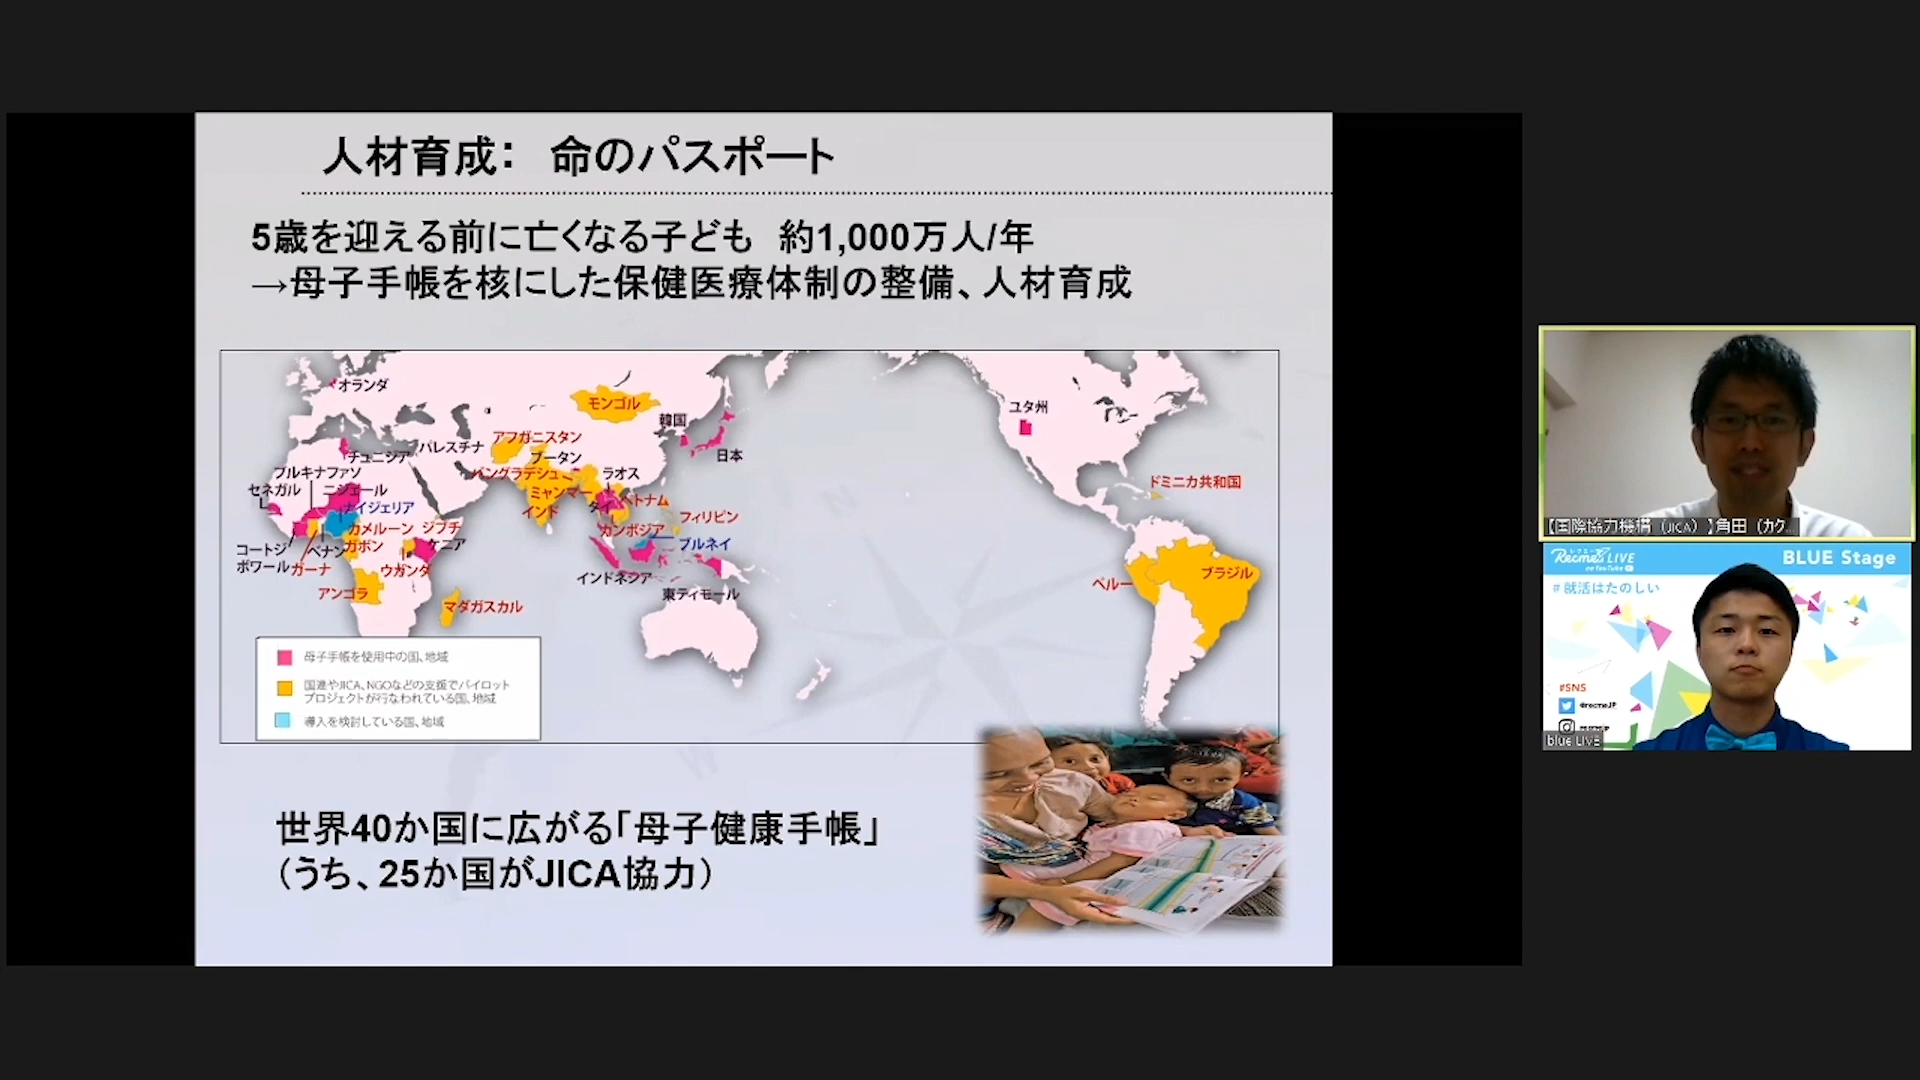 人材育成： 命のパスポート
5歳を迎える前に亡くなる子ども 約1,000万人/年
→母子手帳を核にした保健医療体制の整備、人材育成
オランダ
モンゴル
ユタ州
韓国
日本
アフガニスタン
パレスチナ
チュニジア
ブータン
ブルキナファソ
バングラデシュ
ラオス
ドミニカ共和国
セネガル
ニジェール
ミャンマー
ベトナム
ナイジェリア
インド
タイ
フィリピン
カメルーン
ジブチ
カンボジア
ブルネイ
コートジ
ボワール
ベナン
ガボン
ケニア
ガーナ
ウガンダ
インドネシア
ペルー
ブラジル
アンゴラ
東ティモール
マダガスカル
母子手帳を使用中の国、地域
国連やJICA、NGOなどの支援でパイロット
プロジェクトが行なわれている国、地域
導入を検討している国、地域
世界40か国に広がる「母子健康手帳」
（うち、25か国がJICA協力）
【国際協力機構（JICA）】角田（カク...
RecmeれLIVE
on YouTube
BLUE Stage
#就活はたのしい
#SNS
@recmeJP
blue LIVE